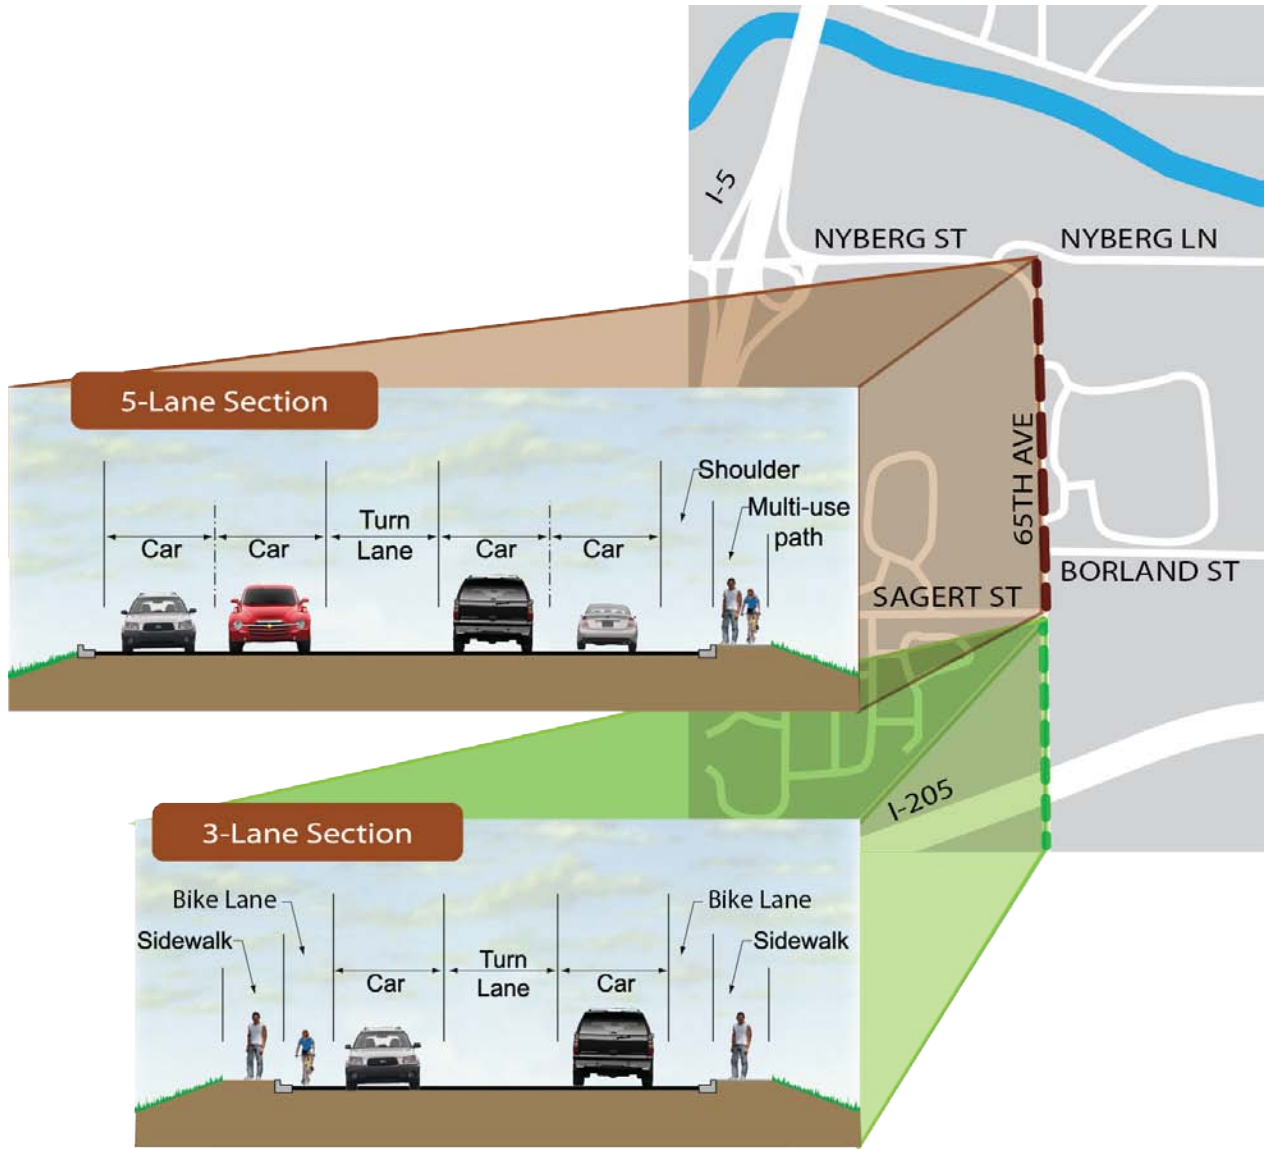 I-5
NYBERG ST
NYBERG LN
5-Lane Section
65TH AVE
Shoulder
Multi-use
path
Car
Car
Turn
Lane
Car
Car
BORLAND ST
SAGERT ST
I-205
3-Lane Section
Bike Lane
Bike Lane
Sidewalk
Sidewalk
Car
Turn
Lane
Car